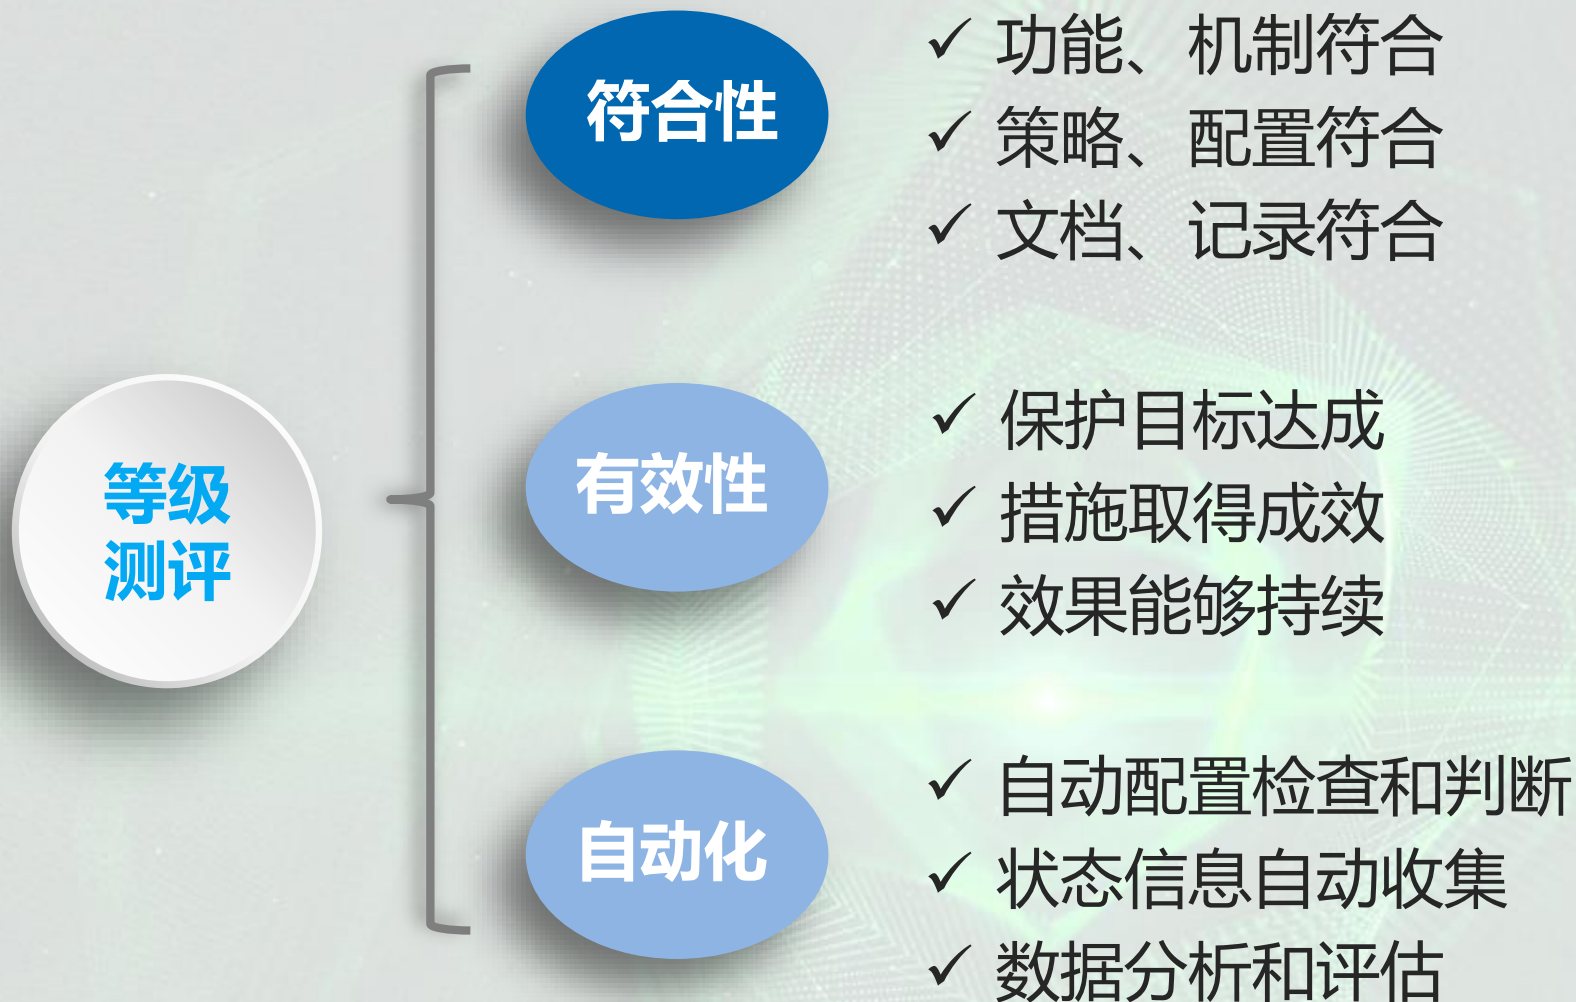 等级
测评
符合性
✓ 功能、机制符合
✓ 策略、配置符合
✓ 文档、记录符合
有效性
✓ 保护目标达成
✓ 措施取得成效
✓ 效果能够持续
自动化
✓ 自动配置检查和判断
✓ 状态信息自动收集
✓ 数据分析和评估